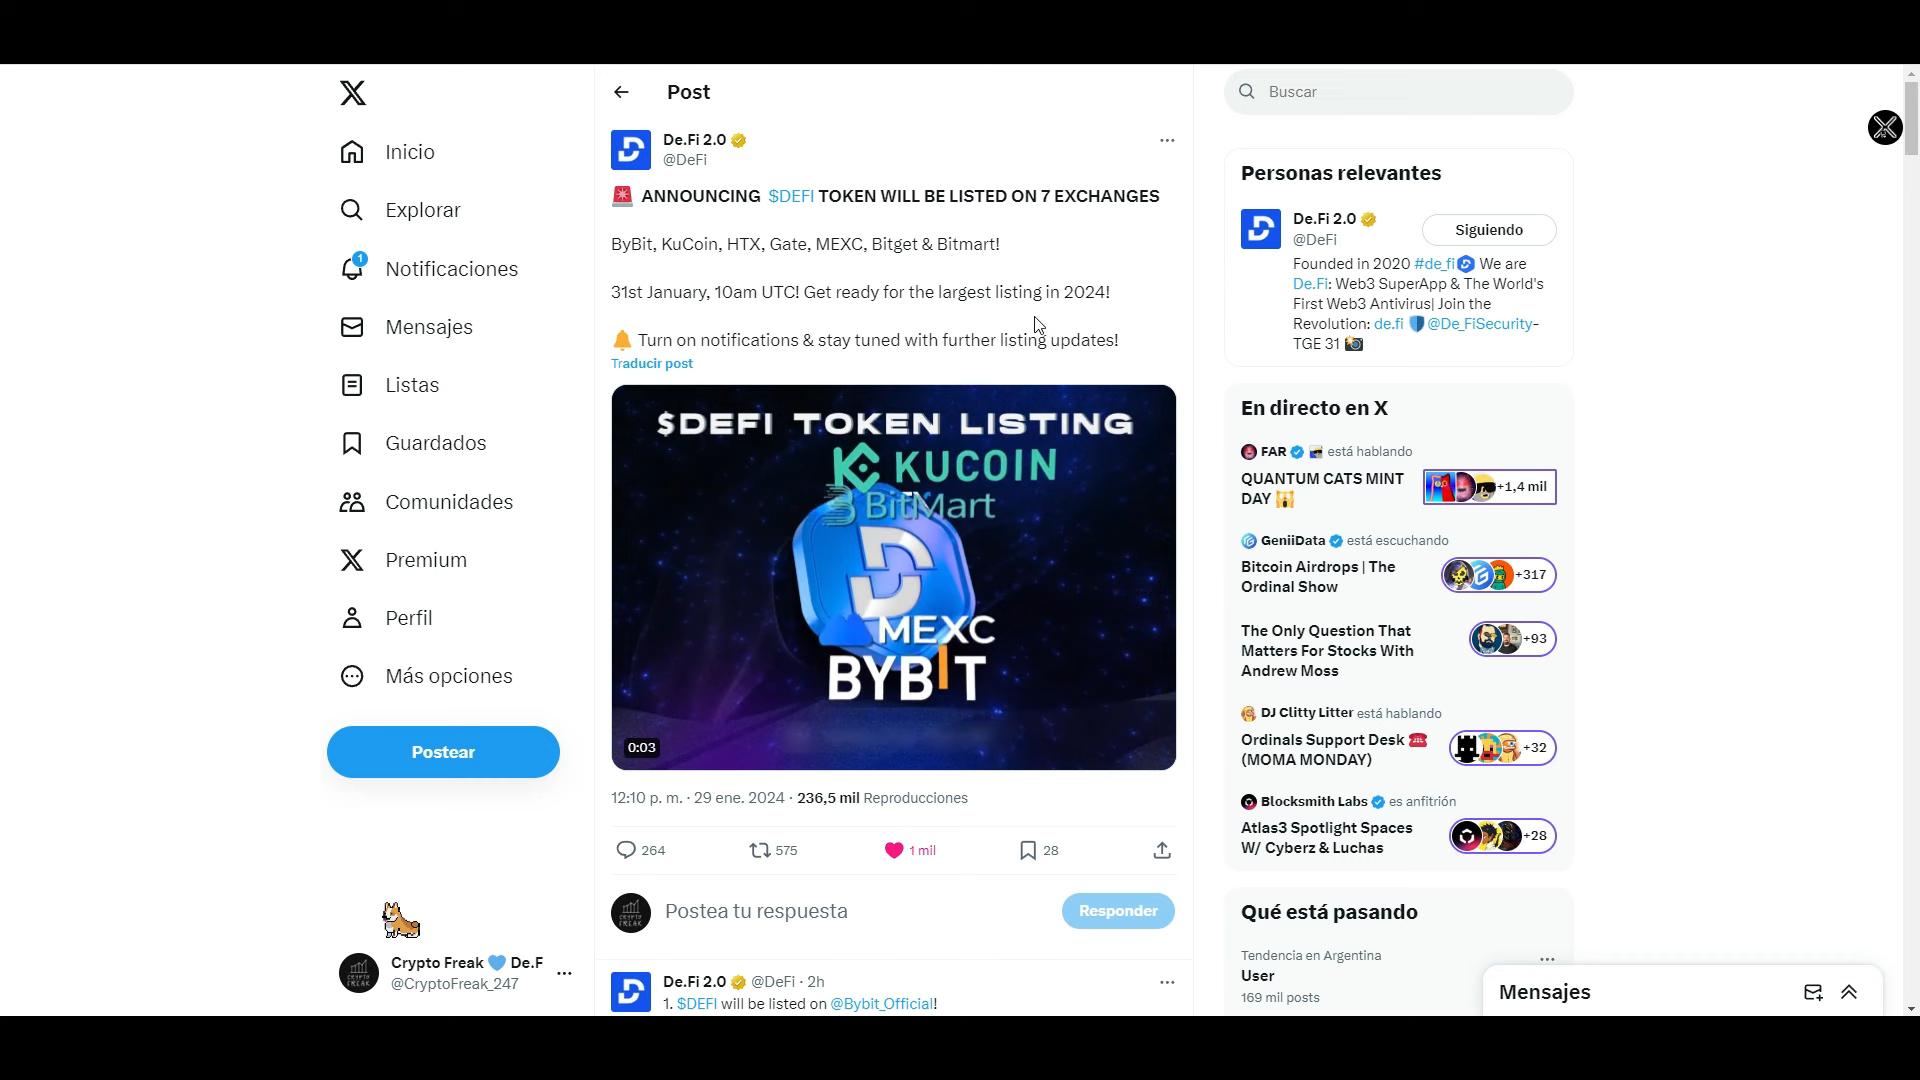 Inicio
Explorar
1
Notificaciones
Mensajes
Listas
Guardados
Comunidades
Premium
Perfil
Más opciones
Postear
Crypto Freak 💙 De.F
@CryptoFreak_247
Post
De.Fi 2.0
@DeFi
🚨 ANNOUNCING $DEFI TOKEN WILL BE LISTED ON 7 EXCHANGES
ByBit, KuCoin, HTX, Gate, MEXC, Bitget & Bitmart!
31st January, 10am UTC! Get ready for the largest listing in 2024!
🔔 Turn on notifications & stay tuned with further listing updates!
Traducir post
$DEFI TOKEN LISTING
KUCOIN
BitMart
MEXC
BYBIT
0:03
12:10 p. m. · 29 ene. 2024 · 236,5 mil Reproducciones
264
575
1 mil
28
Postea tu respuesta
Responder
De.Fi 2.0 @DeFi · 2h
1. $DEFI will be listed on @Bybit_Official!
Buscar
Personas relevantes
De.Fi 2.0
@DeFi
Siguiendo
Founded in 2020 #de_fi We are
De.Fi: Web3 SuperApp & The World's
First Web3 Antivirus| Join the
Revolution: de.fi 🛡️@De_FiSecurity-
TGE 31 📸
En directo en X
FAR está hablando
QUANTUM CATS MINT
DAY 🙀
+1,4 mil
GeniiData está escuchando
Bitcoin Airdrops | The
Ordinal Show
+317
The Only Question That
Matters For Stocks With
Andrew Moss
+93
DJ Clitty Litter está hablando
Ordinals Support Desk ☎️
(MOMA MONDAY)
+32
Blocksmith Labs es anfitrión
Atlas3 Spotlight Spaces
W/ Cyberz & Luchas
+28
Qué está pasando
Tendencia en Argentina
User
169 mil posts
Mensajes